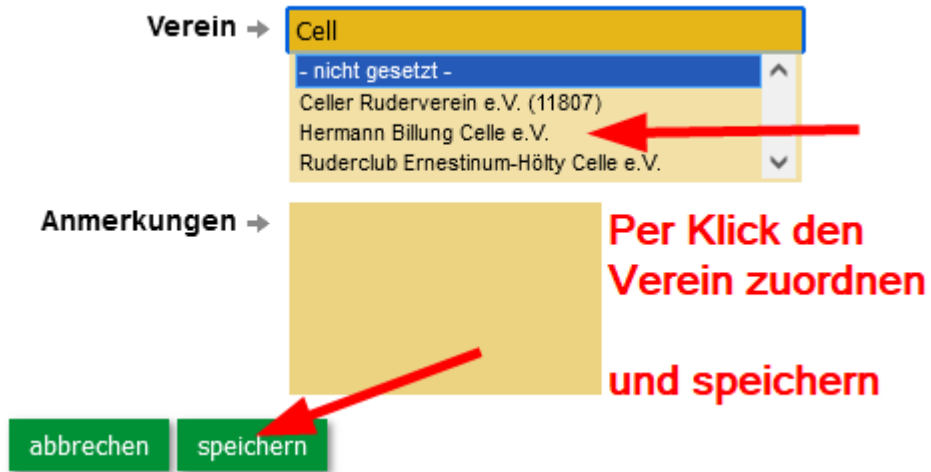 Verein
Cell
- nicht gesetzt -
Celler Ruderverein e.V. (11807)
Hermann Billung Celle e.V.
Ruderclub Ernestinum-Hölty Celle e.V.
Anmerkungen
Per Klick den
Verein zuordnen
und speichern
abbrechen speichern